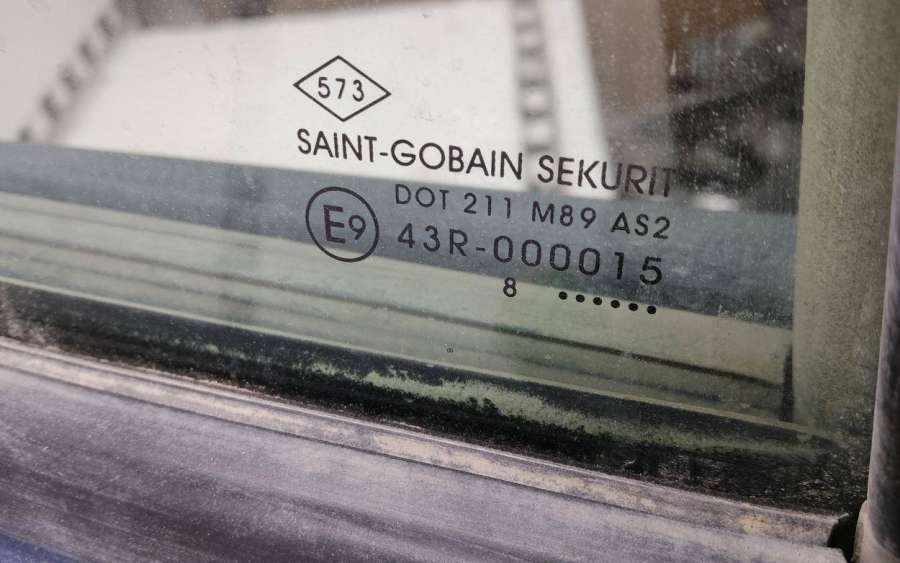 573
SAINT-GOBAIN SEKURIT
DOT 211 M89 AS2
E9 43R-000015
8 ••••••